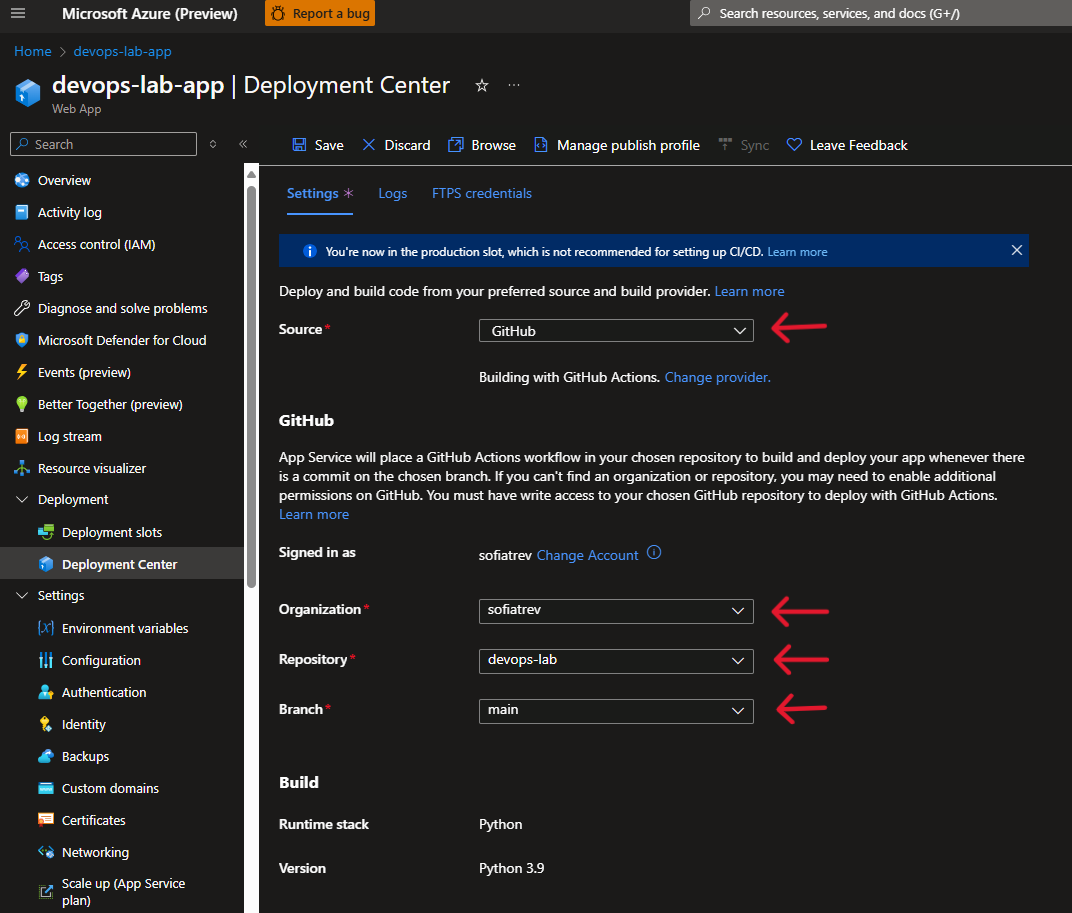 Microsoft Azure (Preview)
Report a bug
Search resources, services, and docs (G+/)
Home > devops-lab-app
devops-lab-app | Deployment Center
Web App
Search
Save
Discard
Browse
Manage publish profile
Sync
Leave Feedback
Overview
Activity log
Access control (IAM)
Tags
Diagnose and solve problems
Microsoft Defender for Cloud
Events (preview)
Better Together (preview)
Log stream
Resource visualizer
Deployment
Deployment slots
Deployment Center
Settings
Environment variables
Configuration
Authentication
Identity
Backups
Custom domains
Certificates
Networking
Scale up (App Service
plan)
Settings *
Logs
FTPS credentials
You're now in the production slot, which is not recommended for setting up CI/CD. Learn more
Deploy and build code from your preferred source and build provider. Learn more
Source*
GitHub
Building with GitHub Actions. Change provider.
GitHub
App Service will place a GitHub Actions workflow in your chosen repository to build and deploy your app whenever there
is a commit on the chosen branch. If you can't find an organization or repository, you may need to enable additional
permissions on GitHub. You must have write access to your chosen GitHub repository to deploy with GitHub Actions.
Learn more
Signed in as
sofiatrev Change Account
Organization*
sofiatrev
Repository*
devops-lab
Branch*
main
Build
Runtime stack
Python
Version
Python 3.9